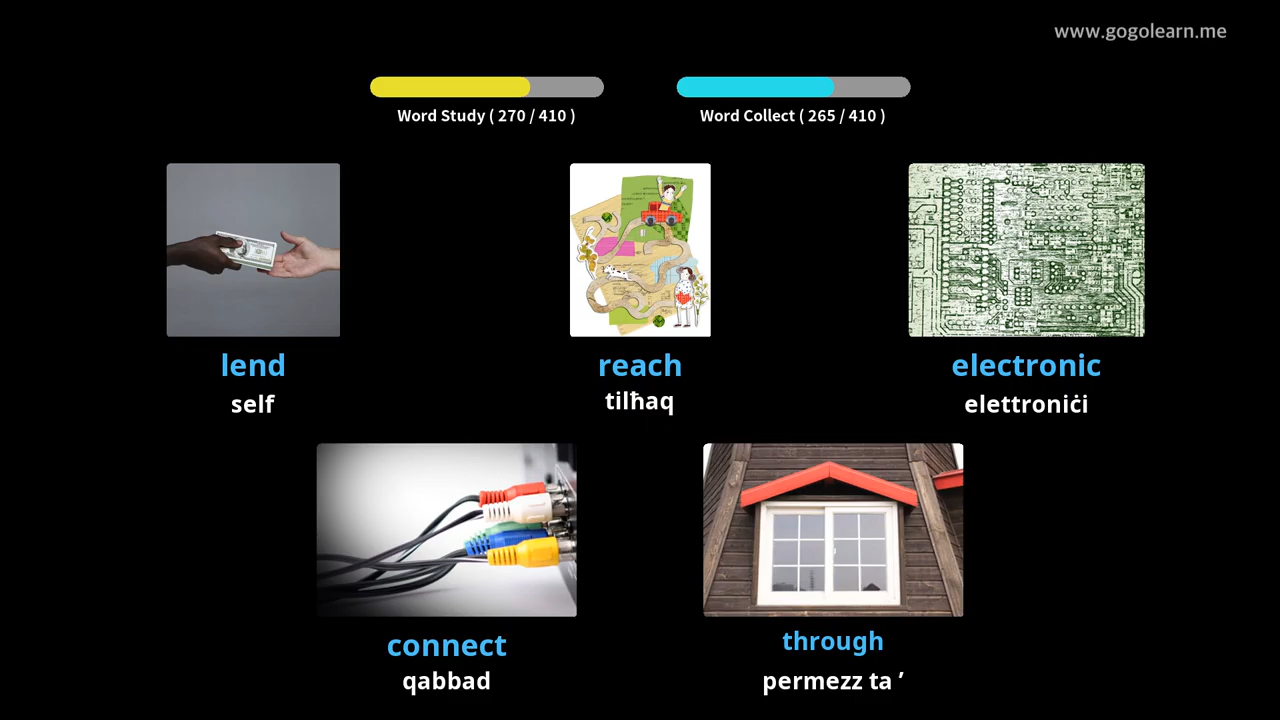 www.gogolearn.me
Word Study ( 270 / 410 )
Word Collect ( 265 / 410 )
lend
self
reach
tilħaq
electronic
elettroniċi
connect
qabbad
through
permezz ta ’